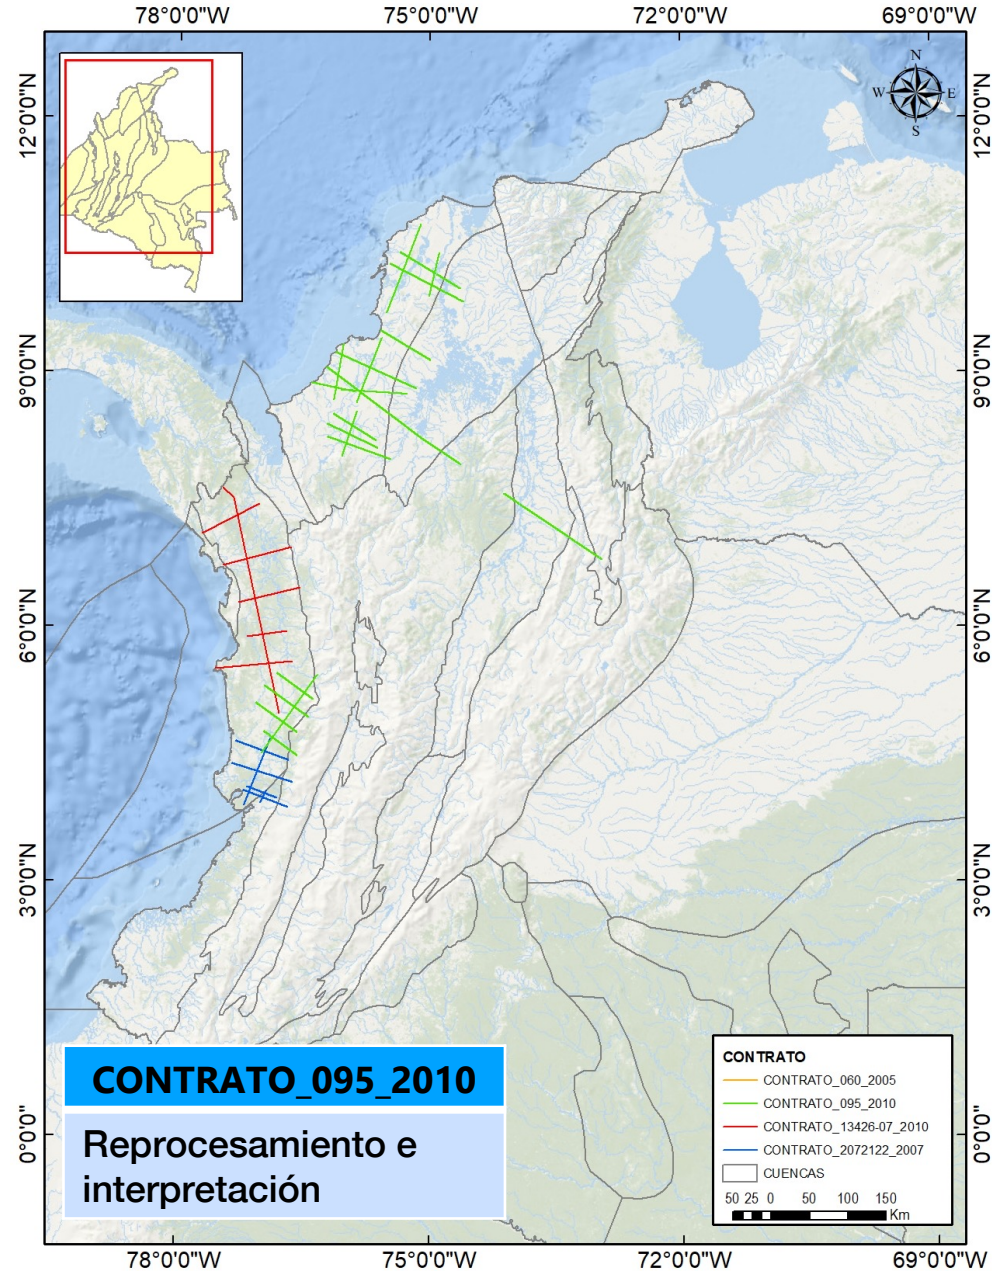 78°0'0"W 75°0'0"W 72°0'0"W 69°0'0"W
N
W E
S
12°0'0"N 12°0'0"N
9°0'0"N 9°0'0"N
6°0'0"N 6°0'0"N
3°0'0"N 3°0'0"N
0°0'0" 0°0'0"
CONTRATO_095_2010
Reprocesamiento e
interpretación
CONTRATO
CONTRATO_060_2005
CONTRATO_095_2010
CONTRATO_13426-07_2010
CONTRATO_2072122_2007
CUENCAS
50 25 0 50 100 150
Km
78°0'0"W 75°0'0"W 72°0'0"W 69°0'0"W